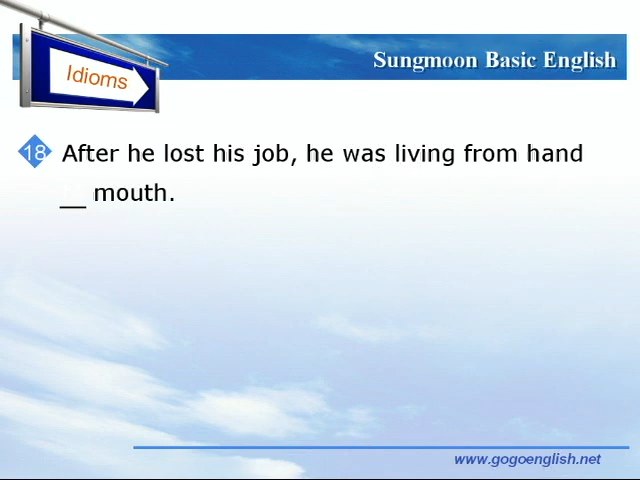 Idioms
Sungmoon Basic English
18 After he lost his job, he was living from hand
__ mouth.
www.gogoenglish.net